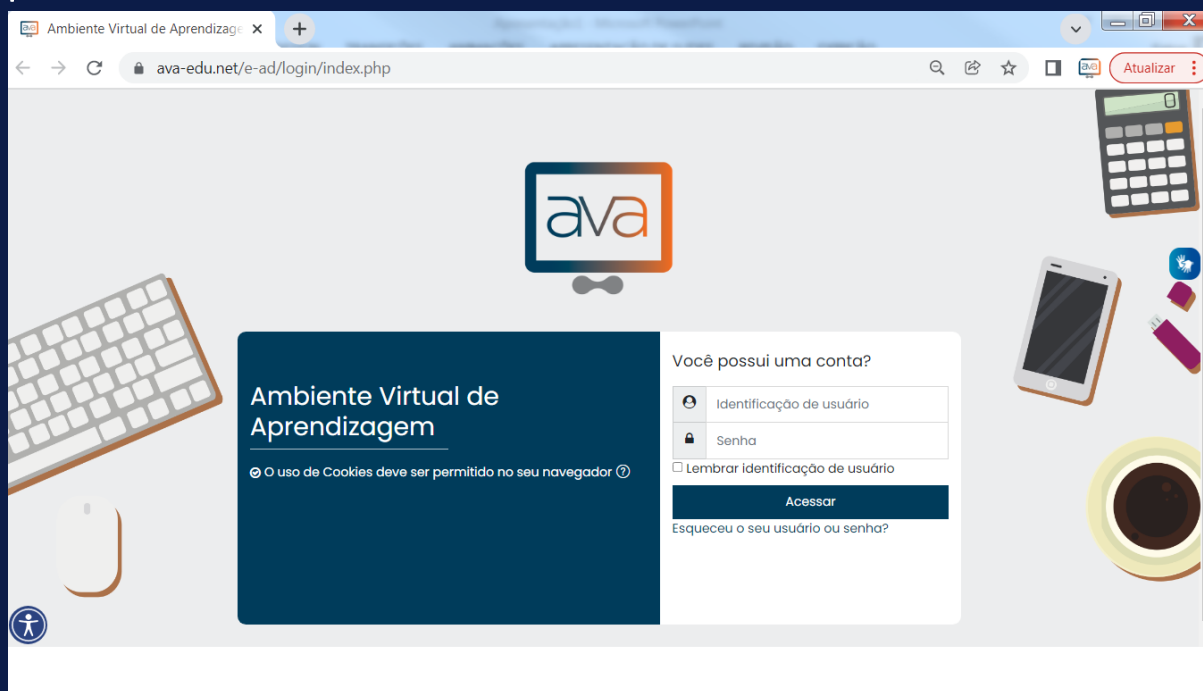 Ambiente Virtual de Aprendizage
ava-edu.net/e-ad/login/index.php
Atualizar
ava
Você possui uma conta?
Ambiente Virtual de
Aprendizagem
O uso de Cookies deve ser permitido no seu navegador
Identificação de usuário
Senha
Lembrar identificação de usuário
Acessar
Esqueceu o seu usuário ou senha?